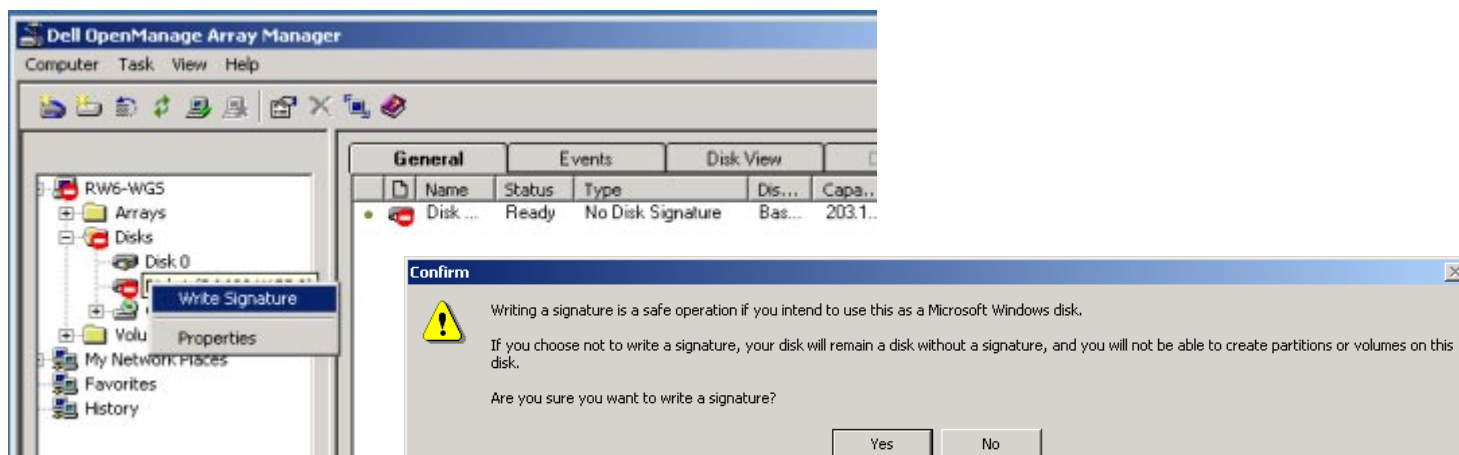 Dell OpenManage Array Manager
Computer Task View Help
General Events Disk View
Name Status Type Dis... Capa...
Disk ... Ready No Disk Signature Bas... 203.1...
RW6-WGS
Arrays
Disks
Disk 0
Write Signature
Properties
Volu
My Network Places
Favorites
History
Confirm
Writing a signature is a safe operation if you intend to use this as a Microsoft Windows disk.
If you choose not to write a signature, your disk will remain a disk without a signature, and you will not be able to create partitions or volumes on this
disk.
Are you sure you want to write a signature?
Yes No